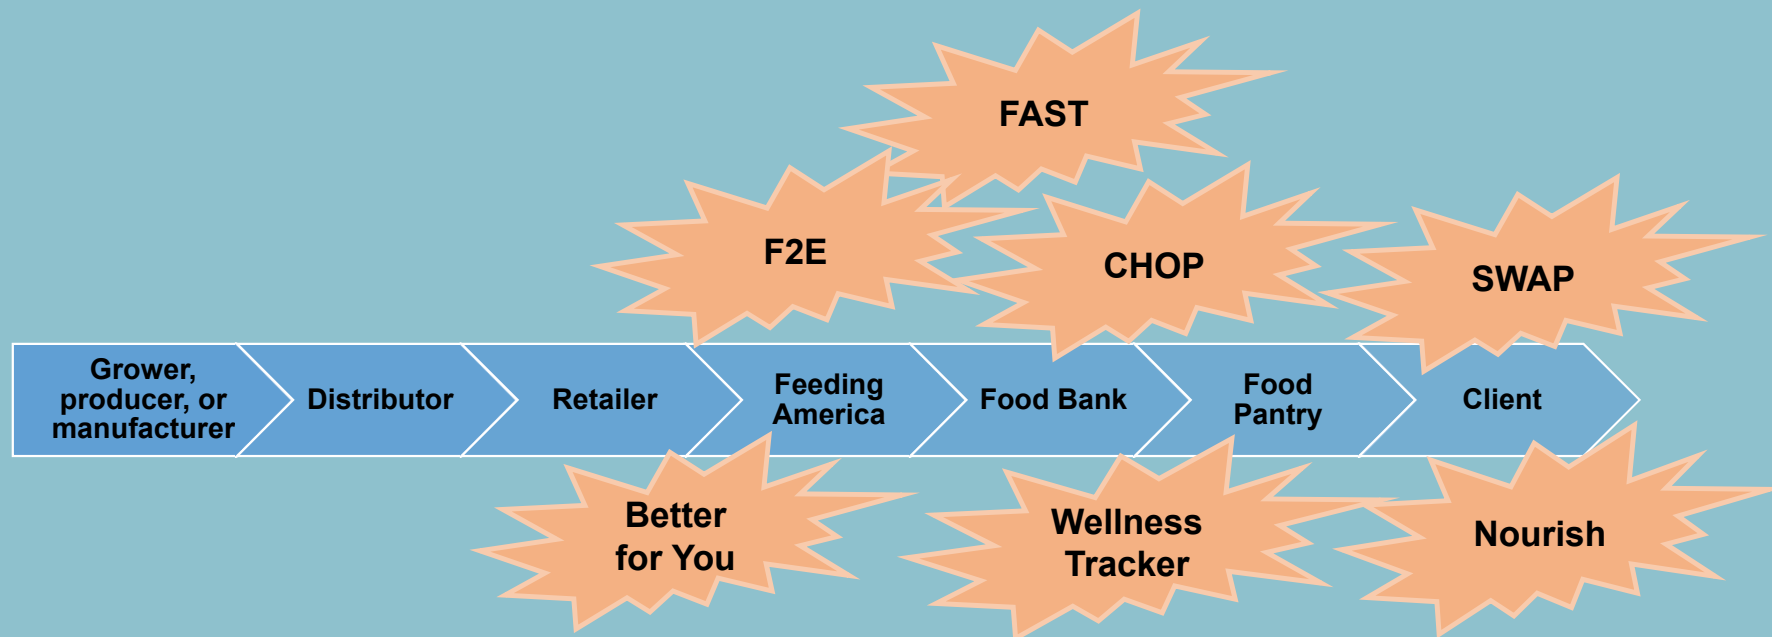 FAST
F2E
CHOP
SWAP
Grower,
producer, or
manufacturer
Distributor
Retailer
Feeding
America
Food Bank
Food
Pantry
Client
Better
for You
Wellness
Tracker
Nourish